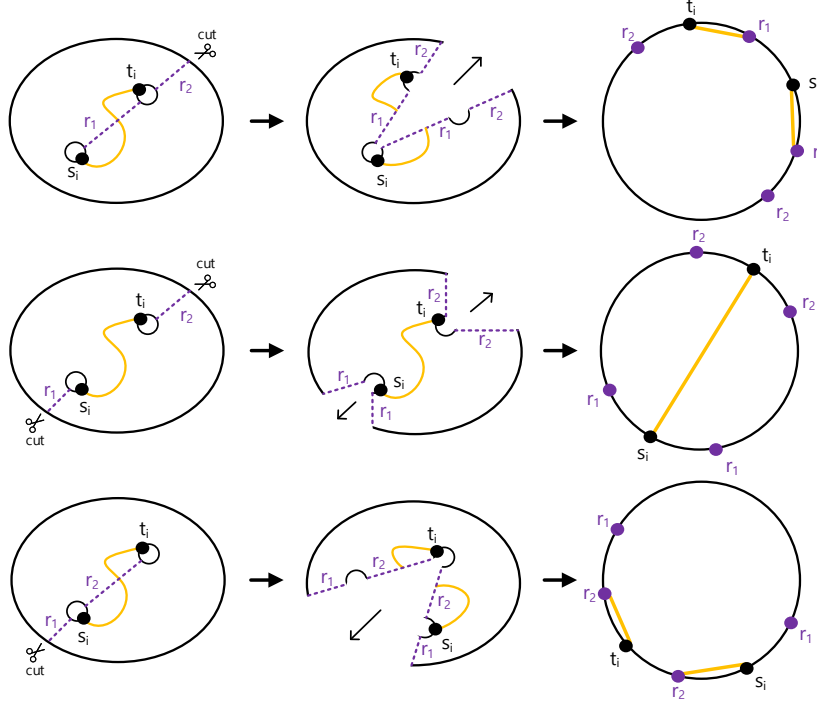 cut
tᵢ
r₂
r₁
sᵢ
r₂
tᵢ
r₁
r₁
r₂
sᵢ
tᵢ
r₂
r₁
s
r
r₂
cut
tᵢ
r₂
r₁
sᵢ
cut
r₂
tᵢ
r₂
r₁
sᵢ
r₁
r₂
tᵢ
r₂
r₁
sᵢ
r₁
tᵢ
r₂
r₁
sᵢ
cut
tᵢ
r₂
r₁
r₂
sᵢ
r₁
r₁
r₂
r₁
tᵢ
r₂
sᵢ